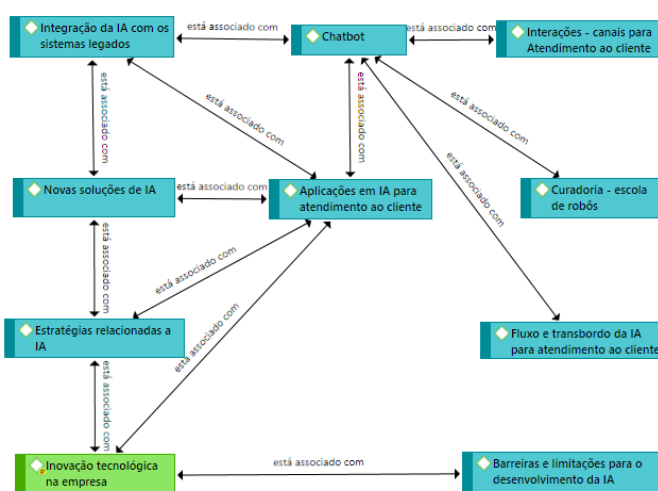 Integração da IA com os
sistemas legados
está associado com
Chatbot
está associado com
Interações - canais para
Atendimento ao cliente
está associado com
está associado com
está associado com
está associado com
está associado com
Novas soluções de IA
está associado com
Aplicações em IA para
atendimento ao cliente
Curadoria - escola
de robôs
está associado com
está associado com
está associado com
Estratégias relacionadas a
IA
Fluxo e transbordo da IA
para atendimento ao cliente
está associado com
Inovação tecnológica
na empresa
está associado com
Barreiras e limitações para o
desenvolvimento da IA